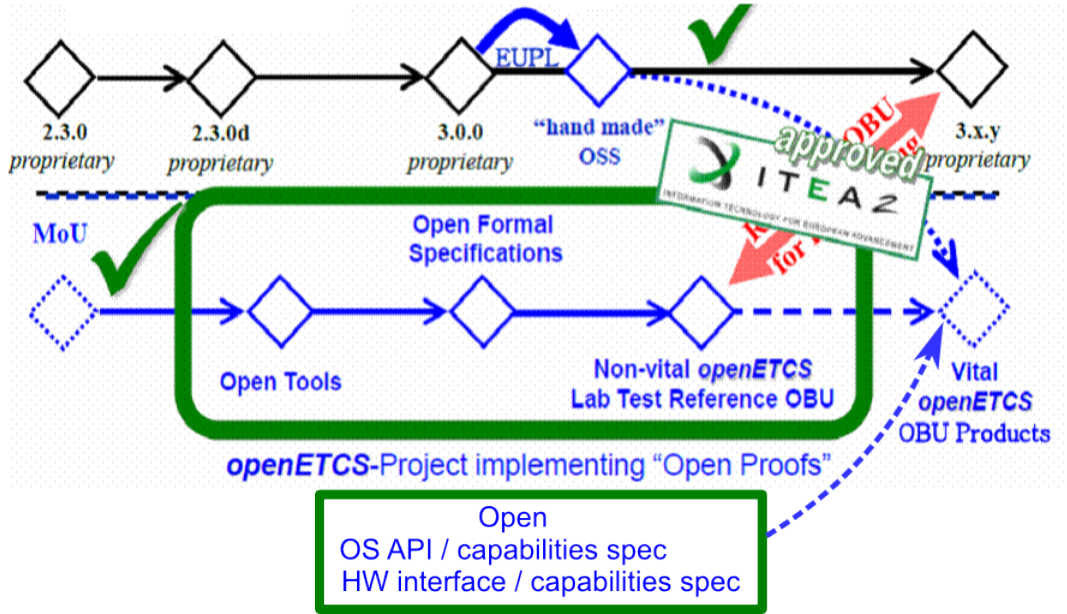 EUPL
2.3.0
proprietary
2.3.0d
proprietary
3.0.0
proprietary
“hand made”
OSS
OBU
3.x.y
proprietary
approved
ITEA2
INFORMATION TECHNOLOGY FOR EUROPEAN ADVANCEMENT
for
MoU
Open Formal
Specifications
Open Tools
Non-vital openETCS
Lab Test Reference OBU
Vital
openETCS
OBU Products
openETCS-Project implementing “Open Proofs”
Open
OS API / capabilities spec
HW interface / capabilities spec